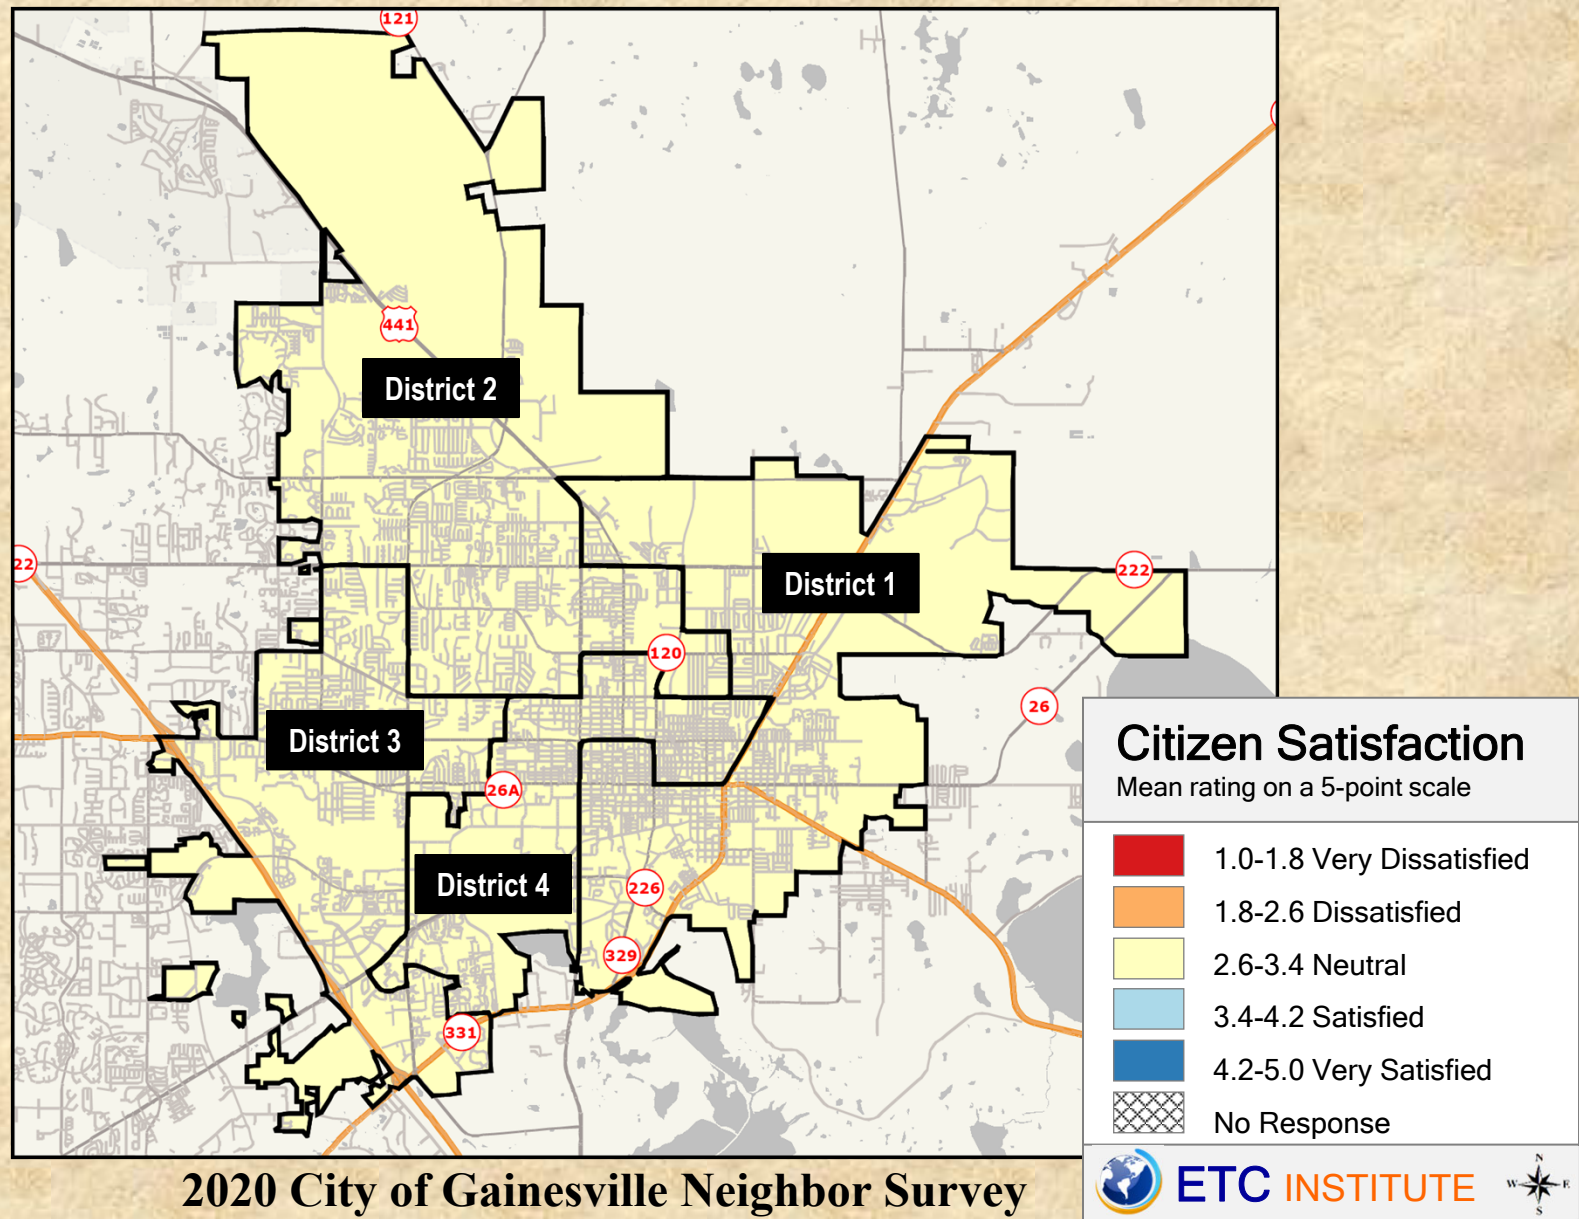 121
441
District 2
22
222
District 1
120
26
District 3
26A
District 4
226
329
331
Citizen Satisfaction
Mean rating on a 5-point scale
1.0-1.8 Very Dissatisfied
1.8-2.6 Dissatisfied
2.6-3.4 Neutral
3.4-4.2 Satisfied
4.2-5.0 Very Satisfied
No Response
2020 City of Gainesville Neighbor Survey
ETC INSTITUTE
N
W E
S